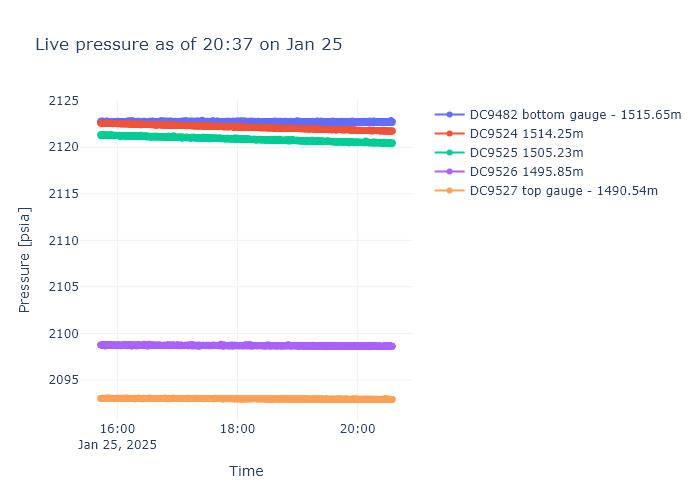 Live pressure as of 20:37 on Jan 25
2125
2120
2115
2110
2105
2100
2095
Pressure [psia]
16:00
Jan 25, 2025
18:00
20:00
Time
DC9482 bottom gauge - 1515.65m
DC9524 1514.25m
DC9525 1505.23m
DC9526 1495.85m
DC9527 top gauge - 1490.54m